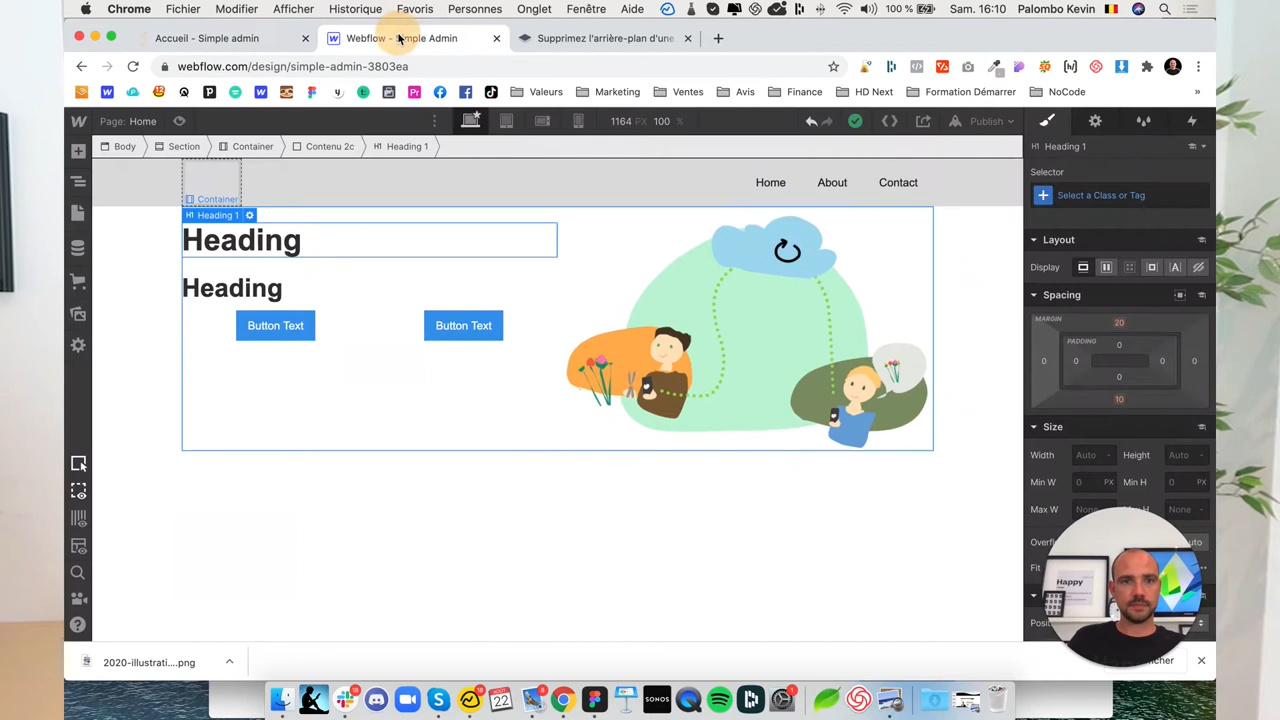 Chrome Fichier Modifier Afficher Historique Favoris Personnes Onglet Fenêtre Aide 100 % Sam. 16:10 Palombo Kevin
Accueil - Simple admin
Webflow - Simple Admin
Supprimez l'arrière-plan d'une
webflow.com/design/simple-admin-3803ea
Valeurs Marketing Ventes Avis Finance HD Next Formation Démarrer NoCode
Page: Home 1164 PX 100 % Publish
Body Section Container Contenu 2c H1 Heading 1
H1 Heading 1
Selector
Select a Class or Tag
Container
Home About Contact
H1 Heading 1
Heading
Heading
Button Text Button Text
Layout
Display
Spacing
MARGIN 20
PADDING 0
0 0 0 0
0
10
Size
Width Auto Height Auto
Min W 0 PX Min H 0 PX
Max W None
Fit
Happy
2020-illustrati....png
SONOS